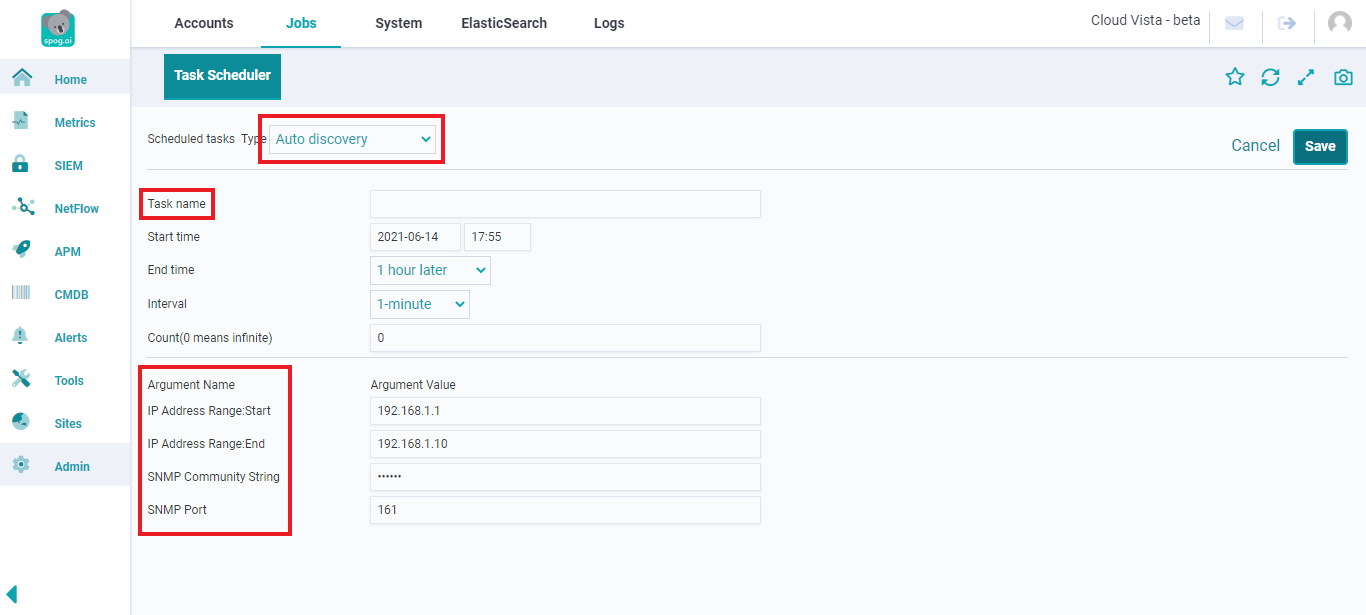 spog.ai
Accounts Jobs System ElasticSearch Logs
Cloud Vista - beta
Home
Metrics
SIEM
NetFlow
APM
CMDB
Alerts
Tools
Sites
Admin
Task Scheduler
Scheduled tasks Type Auto discovery
Cancel Save
Task name
Start time 2021-06-14 17:55
End time 1 hour later
Interval 1-minute
Count(0 means infinite) 0
Argument Name Argument Value
IP Address Range:Start 192.168.1.1
IP Address Range:End 192.168.1.10
SNMP Community String ••••••
SNMP Port 161